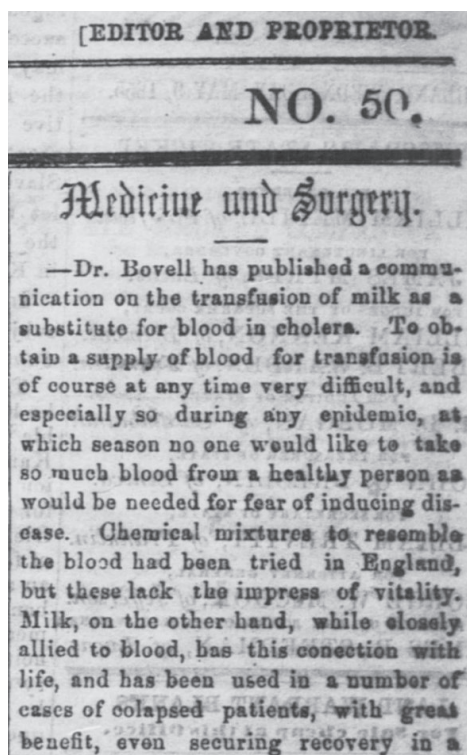 [EDITOR AND PROPRIETOR.
NO. 50.
Medicine and Surgery.
—Dr. Bovell has published a commu-
nication on the transfusion of milk as a
substitute for blood in cholera. To ob-
tain a supply of blood for transfusion is
of course at any time very difficult, and
especially so during any epidemic, at
which season no one would like to take
so much blood from a healthy person as
would be needed for fear of inducing dis-
ease. Chemical mixtures to resemble
the blood had been tried in England,
but these lack the impress of vitality.
Milk, on the other hand, while closely
allied to blood, has this conection with
life, and has been used in a number of
cases of colapsed patients, with great
benefit, even securing recovery in a